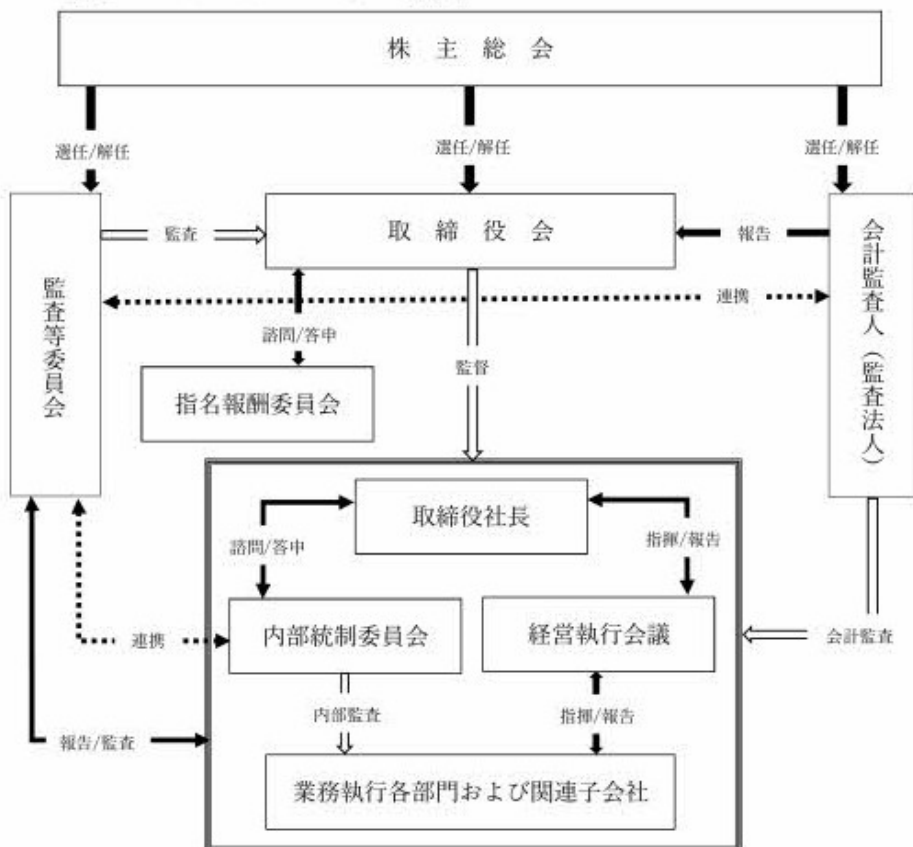 株主総会
選任/解任
選任/解任
選任/解任
監査等委員会
監査
取締役会
報告
会計監査人（監査法人）
連携
諮問/答申
監督
指名報酬委員会
取締役社長
諮問/答申
指揮/報告
内部統制委員会
経営執行会議
連携
会計監査
内部監査
指揮/報告
報告/監査
業務執行各部門および関連子会社